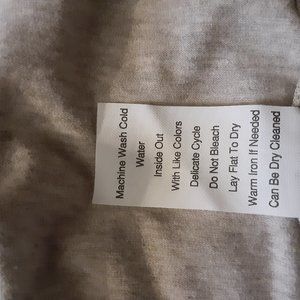 Machine Wash Cold
Water
Inside Out
With Like Colors
Delicate Cycle
Do Not Bleach
Lay Flat To Dry
Warm Iron If Needed
Can Be Dry Cleaned